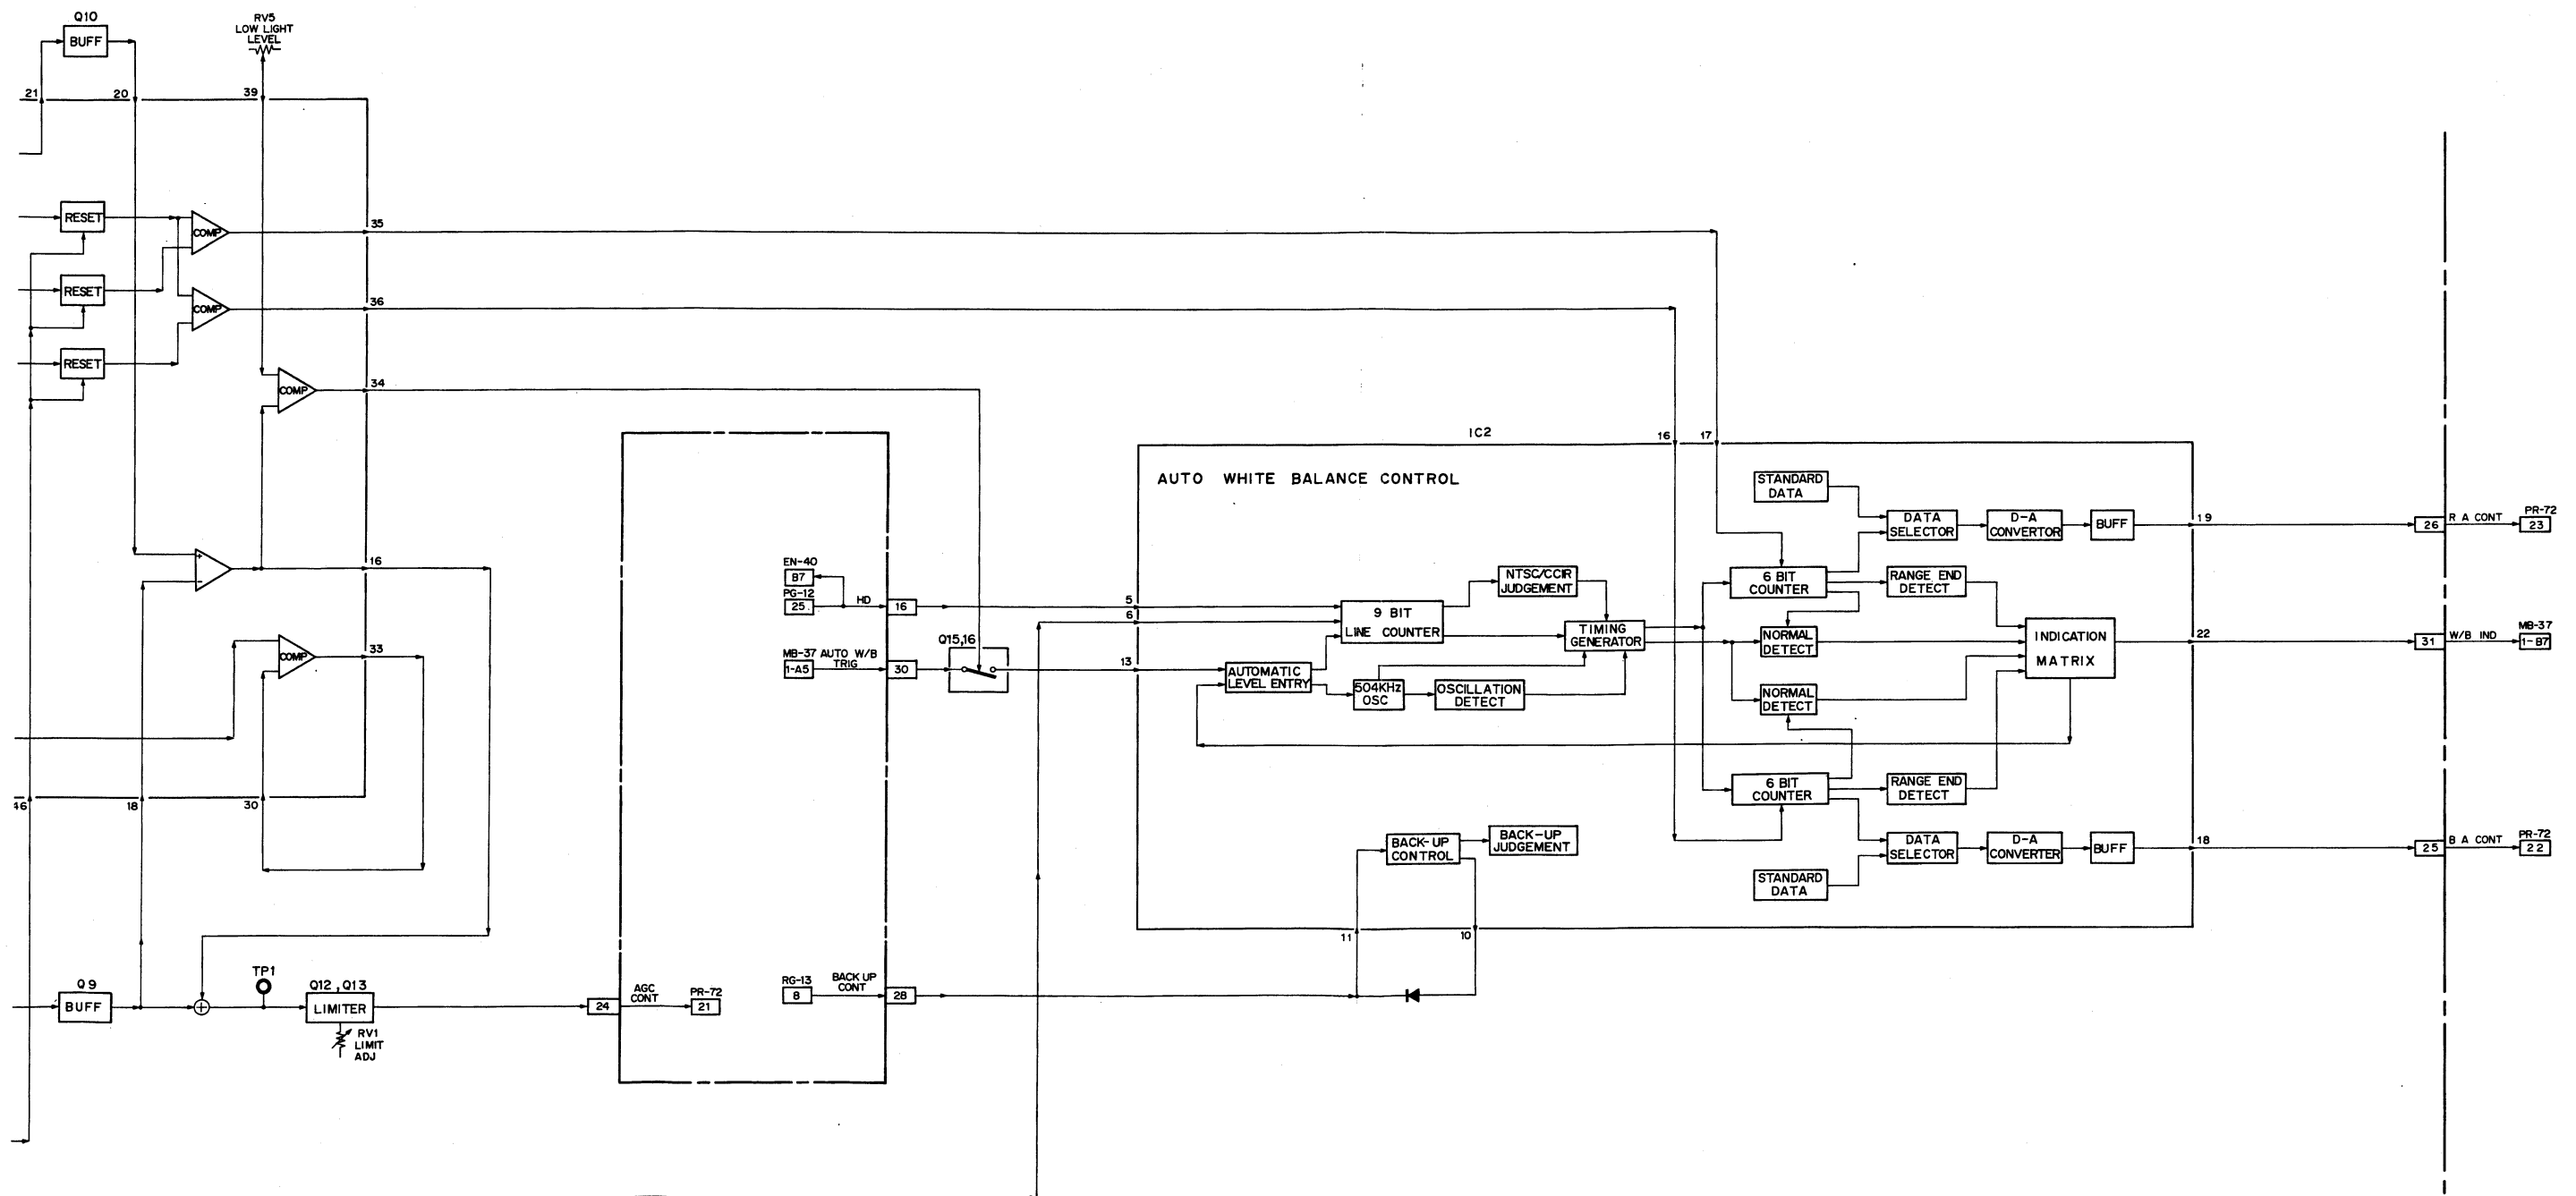 Q10
BUFF
RV5
LOW LIGHT
LEVEL
21
20
39
RESET
COMP
35
RESET
COMP
36
RESET
COMP
34
16
COMP
33
46
18
30
Q9
BUFF
TP1
Q12,Q13
LIMITER
RV1
LIMIT
ADJ
24
AGC
CONT
PR-72
21
EN-40
B7
PG-12
25
HD
16
MB-37
1-A5
AUTO W/B
TRIG
30
RG-13
8
BACK UP
CONT
28
Q15,16
IC2
16
17
AUTO WHITE BALANCE CONTROL
5
6
13
9 BIT
LINE COUNTER
NTSC/CCIR
JUDGEMENT
AUTOMATIC
LEVEL ENTRY
504KHz
OSC
OSCILLATION
DETECT
TIMING
GENERATOR
STANDARD
DATA
DATA
SELECTOR
D-A
CONVERTOR
BUFF
19
6 BIT
COUNTER
RANGE END
DETECT
NORMAL
DETECT
INDICATION
MATRIX
22
NORMAL
DETECT
6 BIT
COUNTER
RANGE END
DETECT
BACK-UP
CONTROL
BACK-UP
JUDGEMENT
DATA
SELECTOR
D-A
CONVERTER
BUFF
18
STANDARD
DATA
11
10
26
R A CONT
PR-72
23
31
W/B IND
MB-37
1-B7
25
B A CONT
PR-72
22